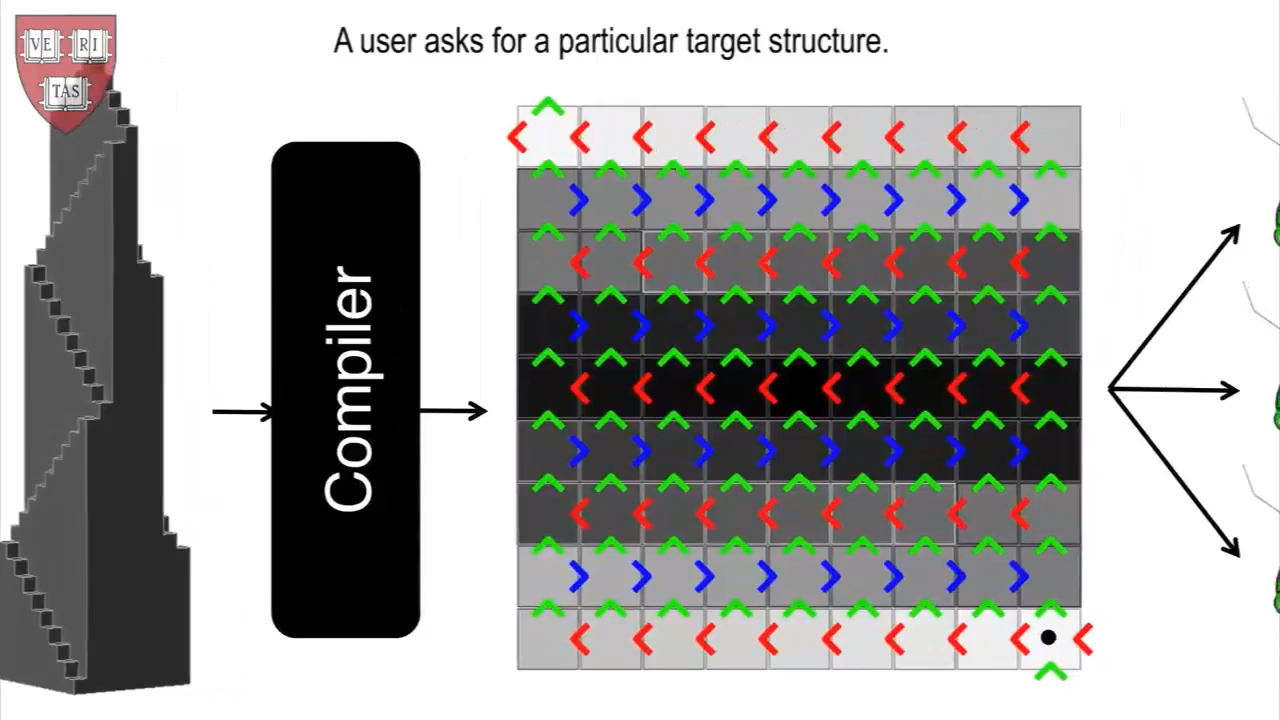 A user asks for a particular target structure.
VE RI
TAS
Compiler